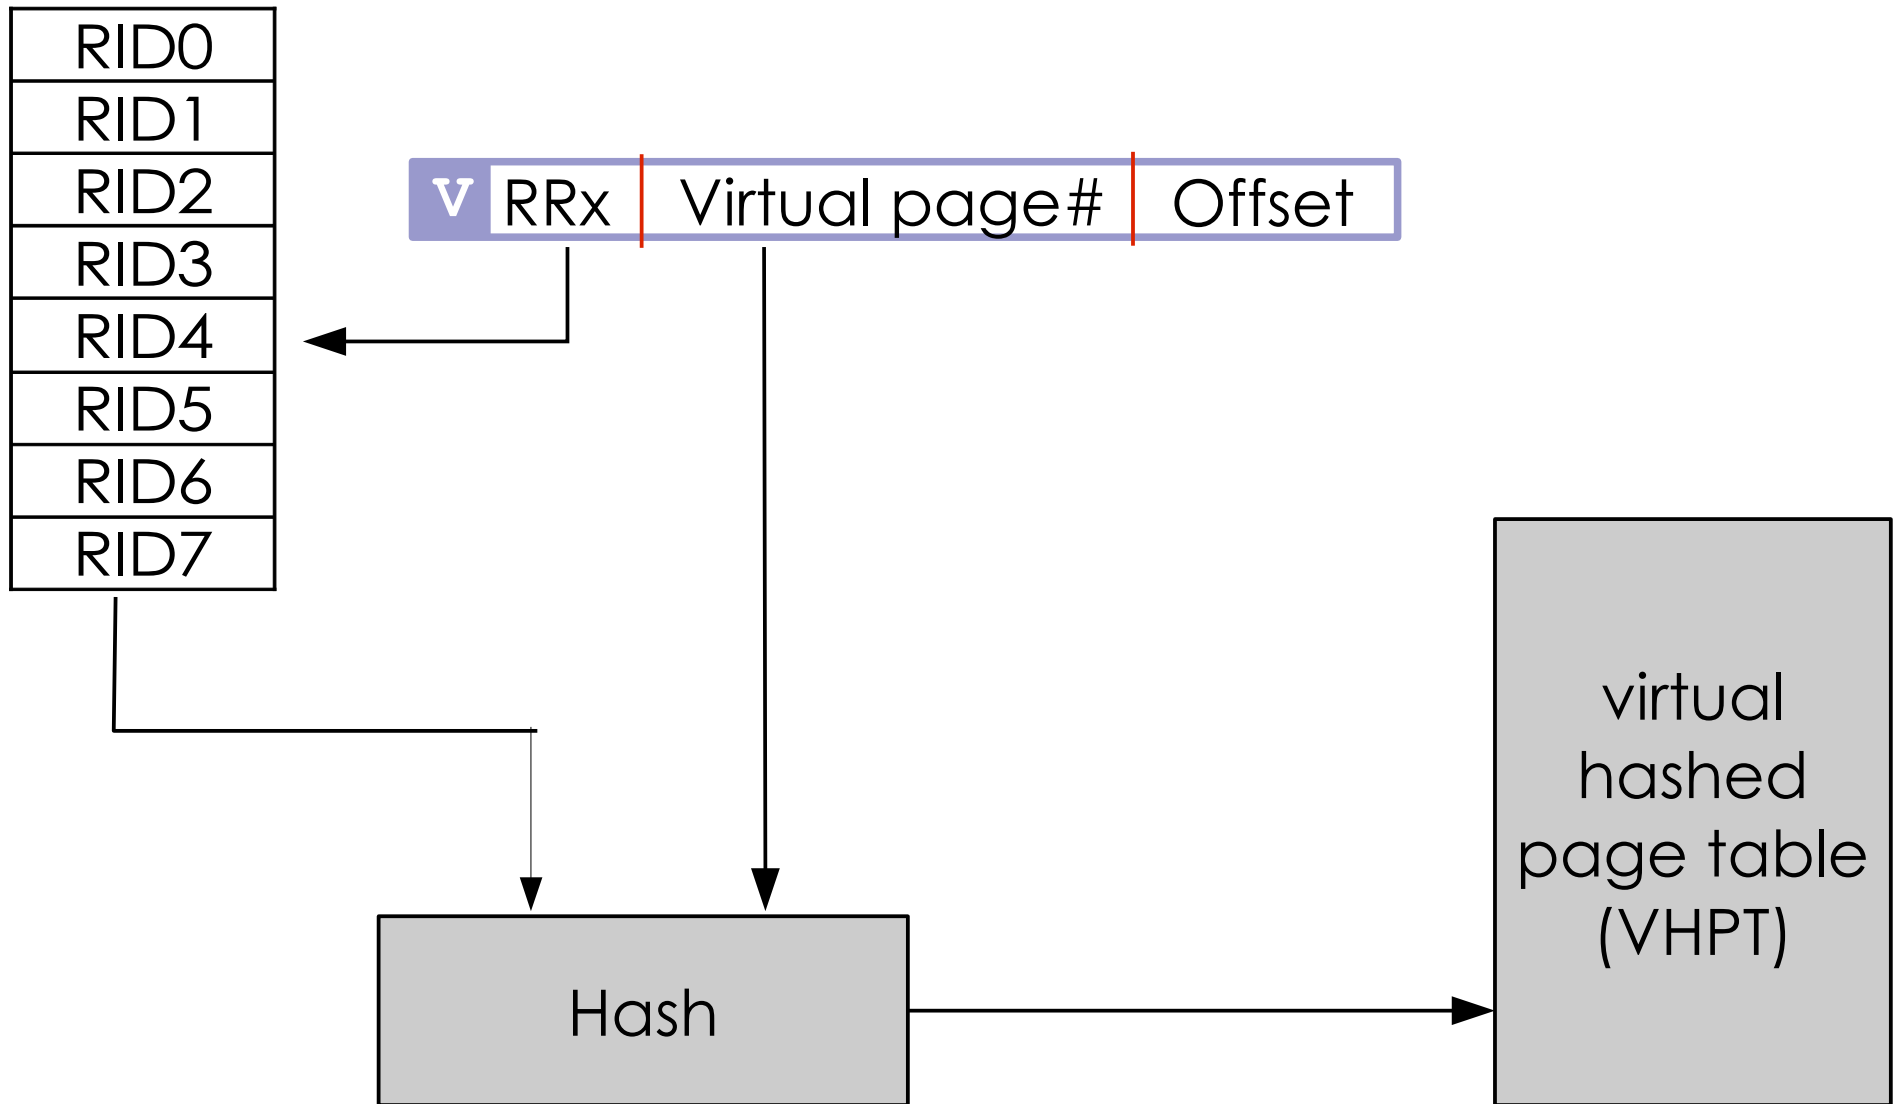 RID0
RID1
RID2
RID3
RID4
RID5
RID6
RID7
v RRx Virtual page# Offset
Hash
virtual
hashed
page table
(VHPT)